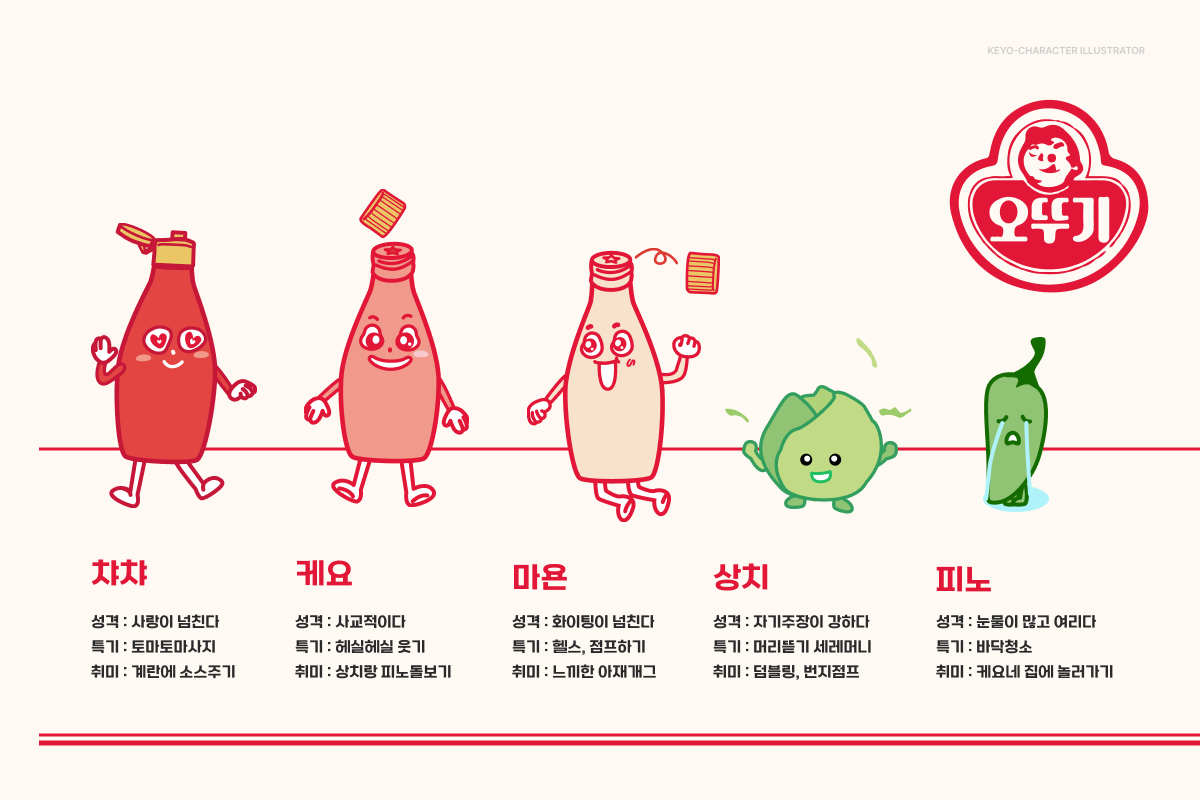 KEYO-CHARACTER ILLUSTRATOR
오뚜기
챠챠
성격 : 사랑이 넘친다
특기 : 토마토마사지
취미 : 계란에 소스주기
케요
성격 : 사교적이다
특기 : 헤실헤실 웃기
취미 : 상치랑 피노돌보기
마욘
성격 : 화이팅이 넘친다
특기 : 헬스, 점프하기
취미 : 느끼한 아재개그
상치
성격 : 자기주장이 강하다
특기 : 머리뜯기 세레머니
취미 : 덤블링, 번지점프
피노
성격 : 눈물이 많고 여리다
특기 : 바닥청소
취미 : 케요네 집에 놀러가기